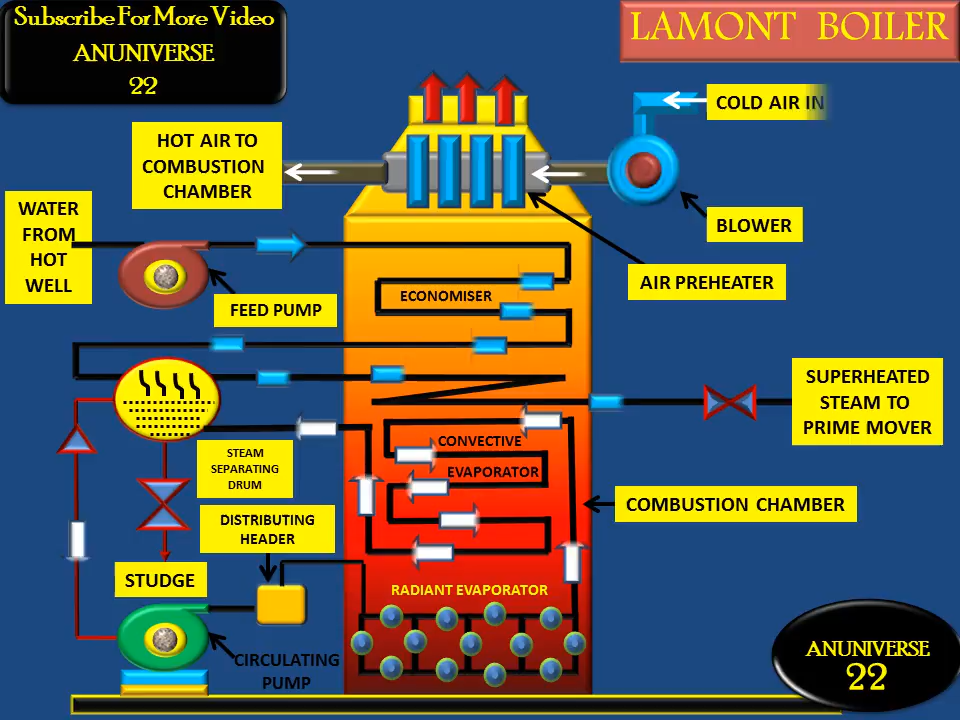 Subscribe For More Video
ANUNIVERSE
22
LAMONT BOILER
COLD AIR IN
HOT AIR TO
COMBUSTION
CHAMBER
WATER
FROM
HOT
WELL
BLOWER
AIR PREHEATER
FEED PUMP
ECONOMISER
SUPERHEATED
STEAM TO
PRIME MOVER
CONVECTIVE
EVAPORATOR
STEAM
SEPARATING
DRUM
COMBUSTION CHAMBER
DISTRIBUTING
HEADER
STUDGE
RADIANT EVAPORATOR
CIRCULATING
PUMP
ANUNIVERSE
22